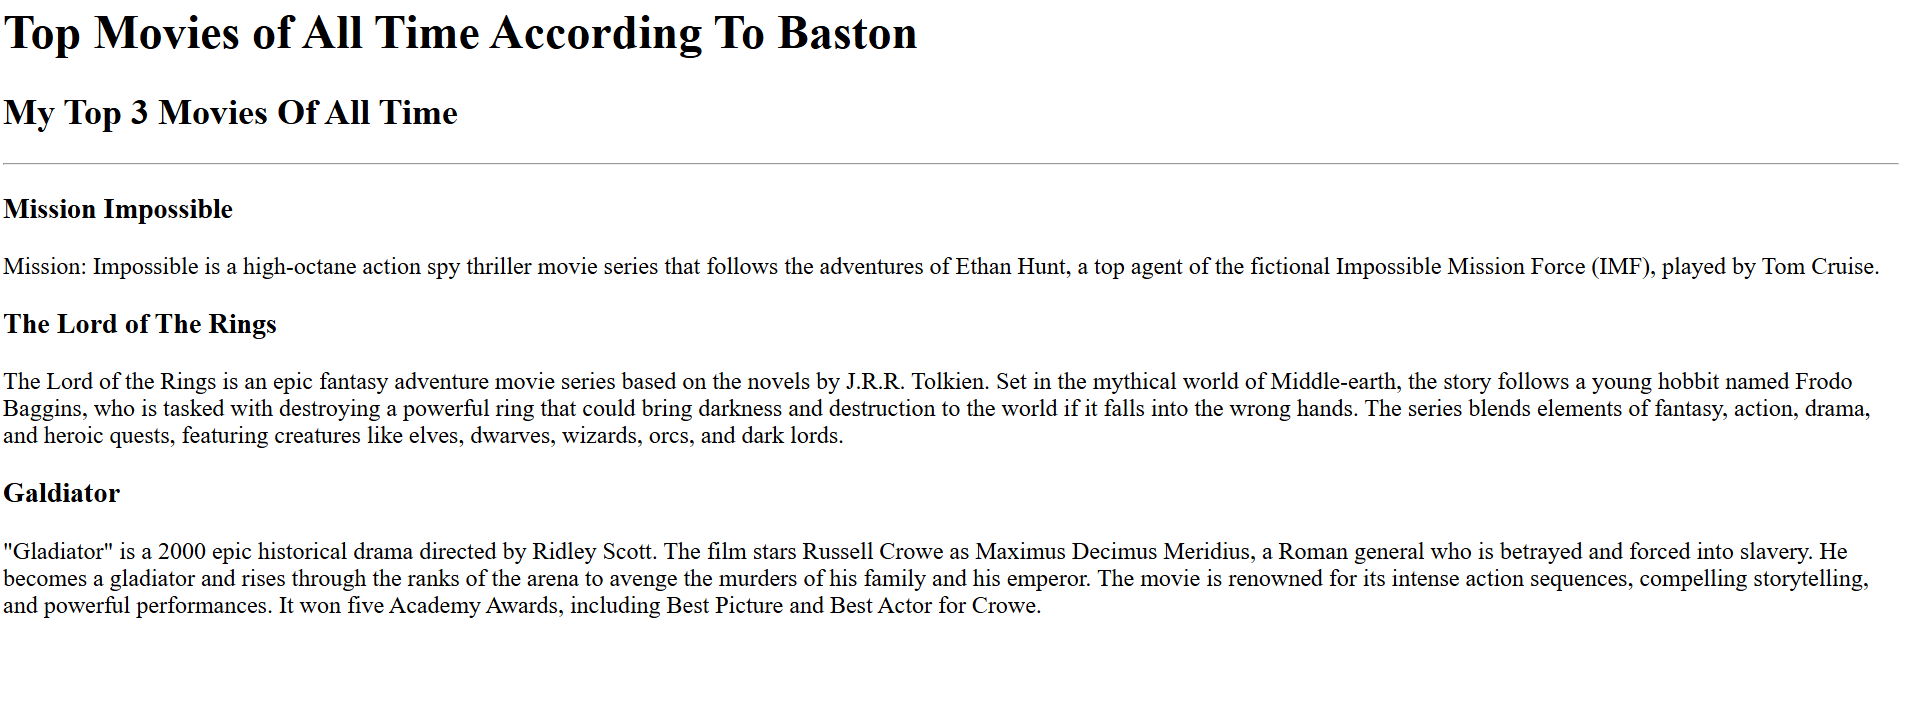 Top Movies of All Time According To Baston
My Top 3 Movies Of All Time
Mission Impossible
Mission: Impossible is a high-octane action spy thriller movie series that follows the adventures of Ethan Hunt, a top agent of the fictional Impossible Mission Force (IMF), played by Tom Cruise.
The Lord of The Rings
The Lord of the Rings is an epic fantasy adventure movie series based on the novels by J.R.R. Tolkien. Set in the mythical world of Middle-earth, the story follows a young hobbit named Frodo
Baggins, who is tasked with destroying a powerful ring that could bring darkness and destruction to the world if it falls into the wrong hands. The series blends elements of fantasy, action, drama,
and heroic quests, featuring creatures like elves, dwarves, wizards, orcs, and dark lords.
Galdiator
"Gladiator" is a 2000 epic historical drama directed by Ridley Scott. The film stars Russell Crowe as Maximus Decimus Meridius, a Roman general who is betrayed and forced into slavery. He
becomes a gladiator and rises through the ranks of the arena to avenge the murders of his family and his emperor. The movie is renowned for its intense action sequences, compelling storytelling,
and powerful performances. It won five Academy Awards, including Best Picture and Best Actor for Crowe.